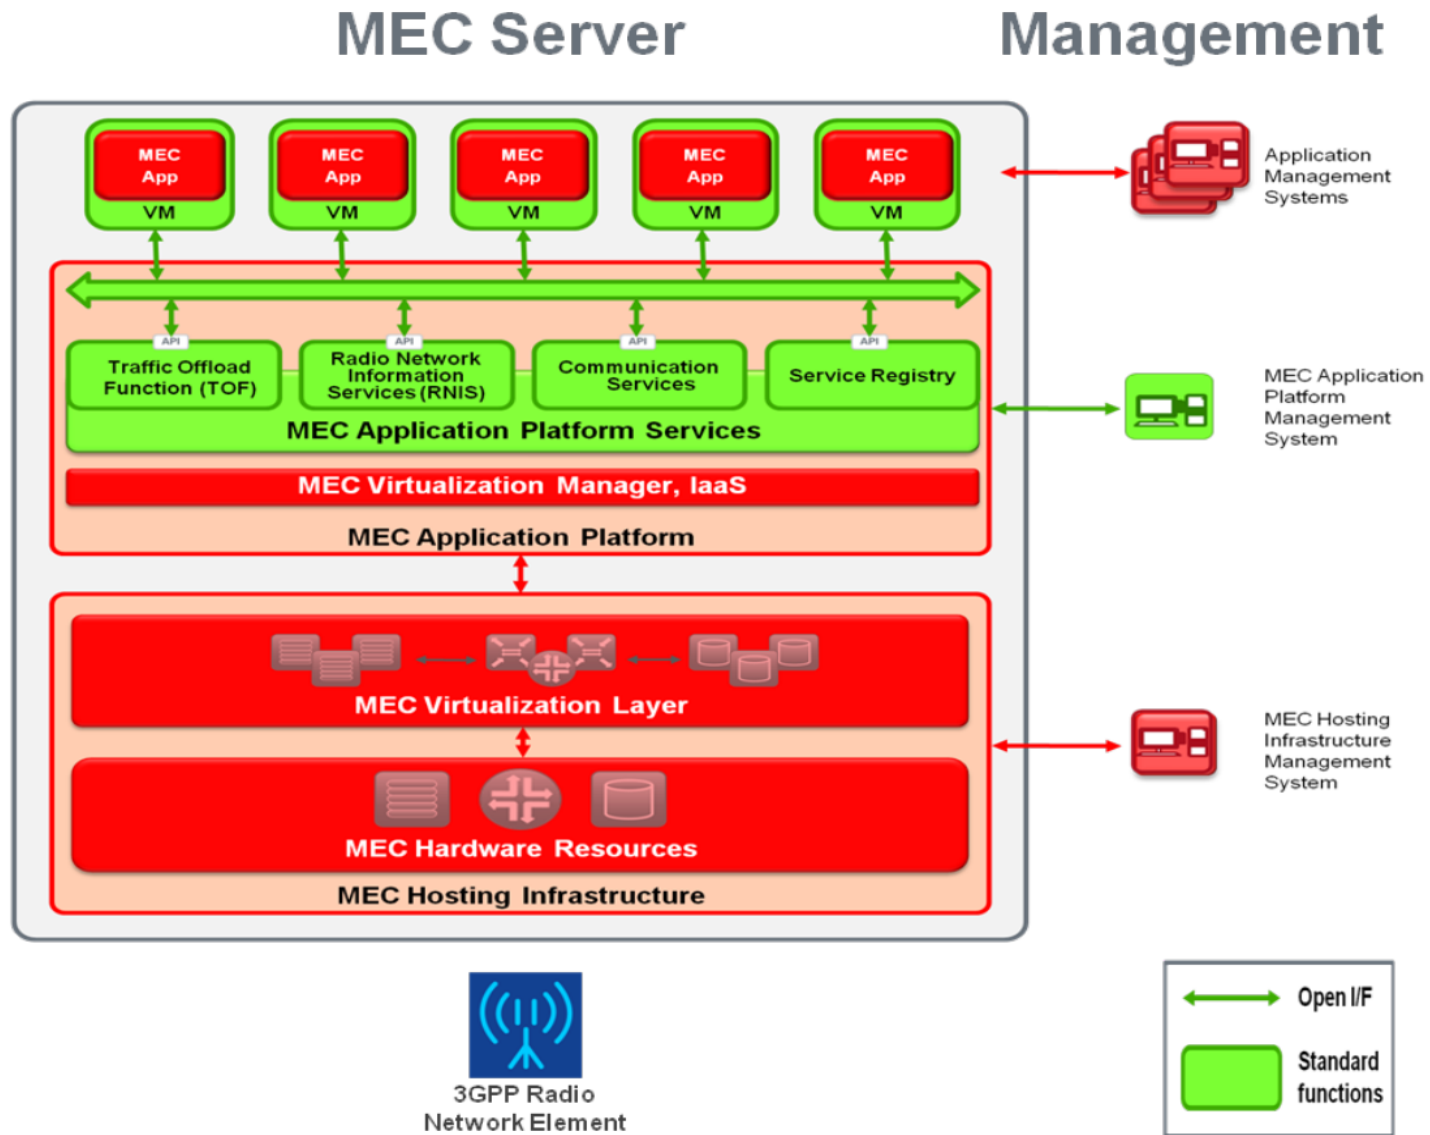 MEC Server
Management
MEC
App
VM
MEC
App
VM
MEC
App
VM
MEC
App
VM
MEC
App
VM
Application
Management
Systems
API
API
API
API
Traffic Offload
Function (TOF)
Radio Network
Information
Services (RNIS)
Communication
Services
Service Registry
MEC Application Platform Services
MEC Application
Platform
Management
System
MEC Virtualization Manager, IaaS
MEC Application Platform
MEC Virtualization Layer
MEC Hosting
Infrastructure
Management
System
MEC Hardware Resources
MEC Hosting Infrastructure
3GPP Radio
Network Element
Open I/F
Standard
functions